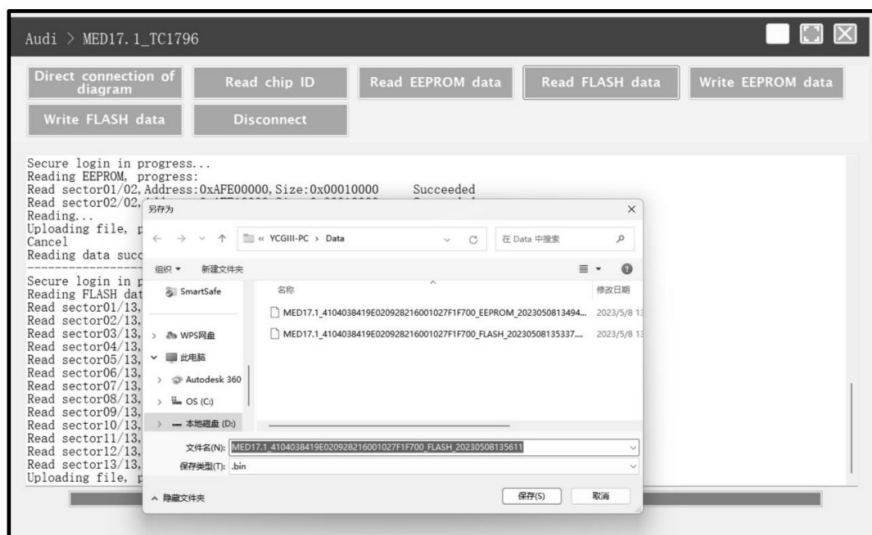 Audi > MED17.1_TC1796
Direct connection of diagram
Read chip ID
Read EEPROM data
Read FLASH data
Write EEPROM data
Write FLASH data
Disconnect
Secure login in progress...
Reading EEPROM, progress:
Read sector01/02, Address:0xAFE00000, Size:0x00010000 Succeeded
Read sector02/02,
Reading...
Uploading file, p
Cancel
Reading data succ
Secure login in p
Reading FLASH dat
Read sector01/13,
Read sector02/13,
Read sector03/13,
Read sector04/13,
Read sector05/13,
Read sector06/13,
Read sector07/13,
Read sector08/13,
Read sector09/13,
Read sector10/13,
Read sector11/13,
Read sector12/13,
Read sector13/13,
Uploading file, p
另存为
« YCGIII-PC > Data
在 Data 中搜索
组织
新建文件夹
SmartSafe
WPS网盘
此电脑
Autodesk 360
OS (C:)
本地磁盘 (D:)
名称
修改日期
MED17.1_4104038419E020928216001027F1F700_EEPROM_2023050813494... 2023/5/8 13
MED17.1_4104038419E020928216001027F1F700_FLASH_20230508135337.... 2023/5/8 13
文件名(N): MED17.1_4104038419E020928216001027F1F700_FLASH_20230508135611
保存类型(T): .bin
隐藏文件夹
保存(S)
取消